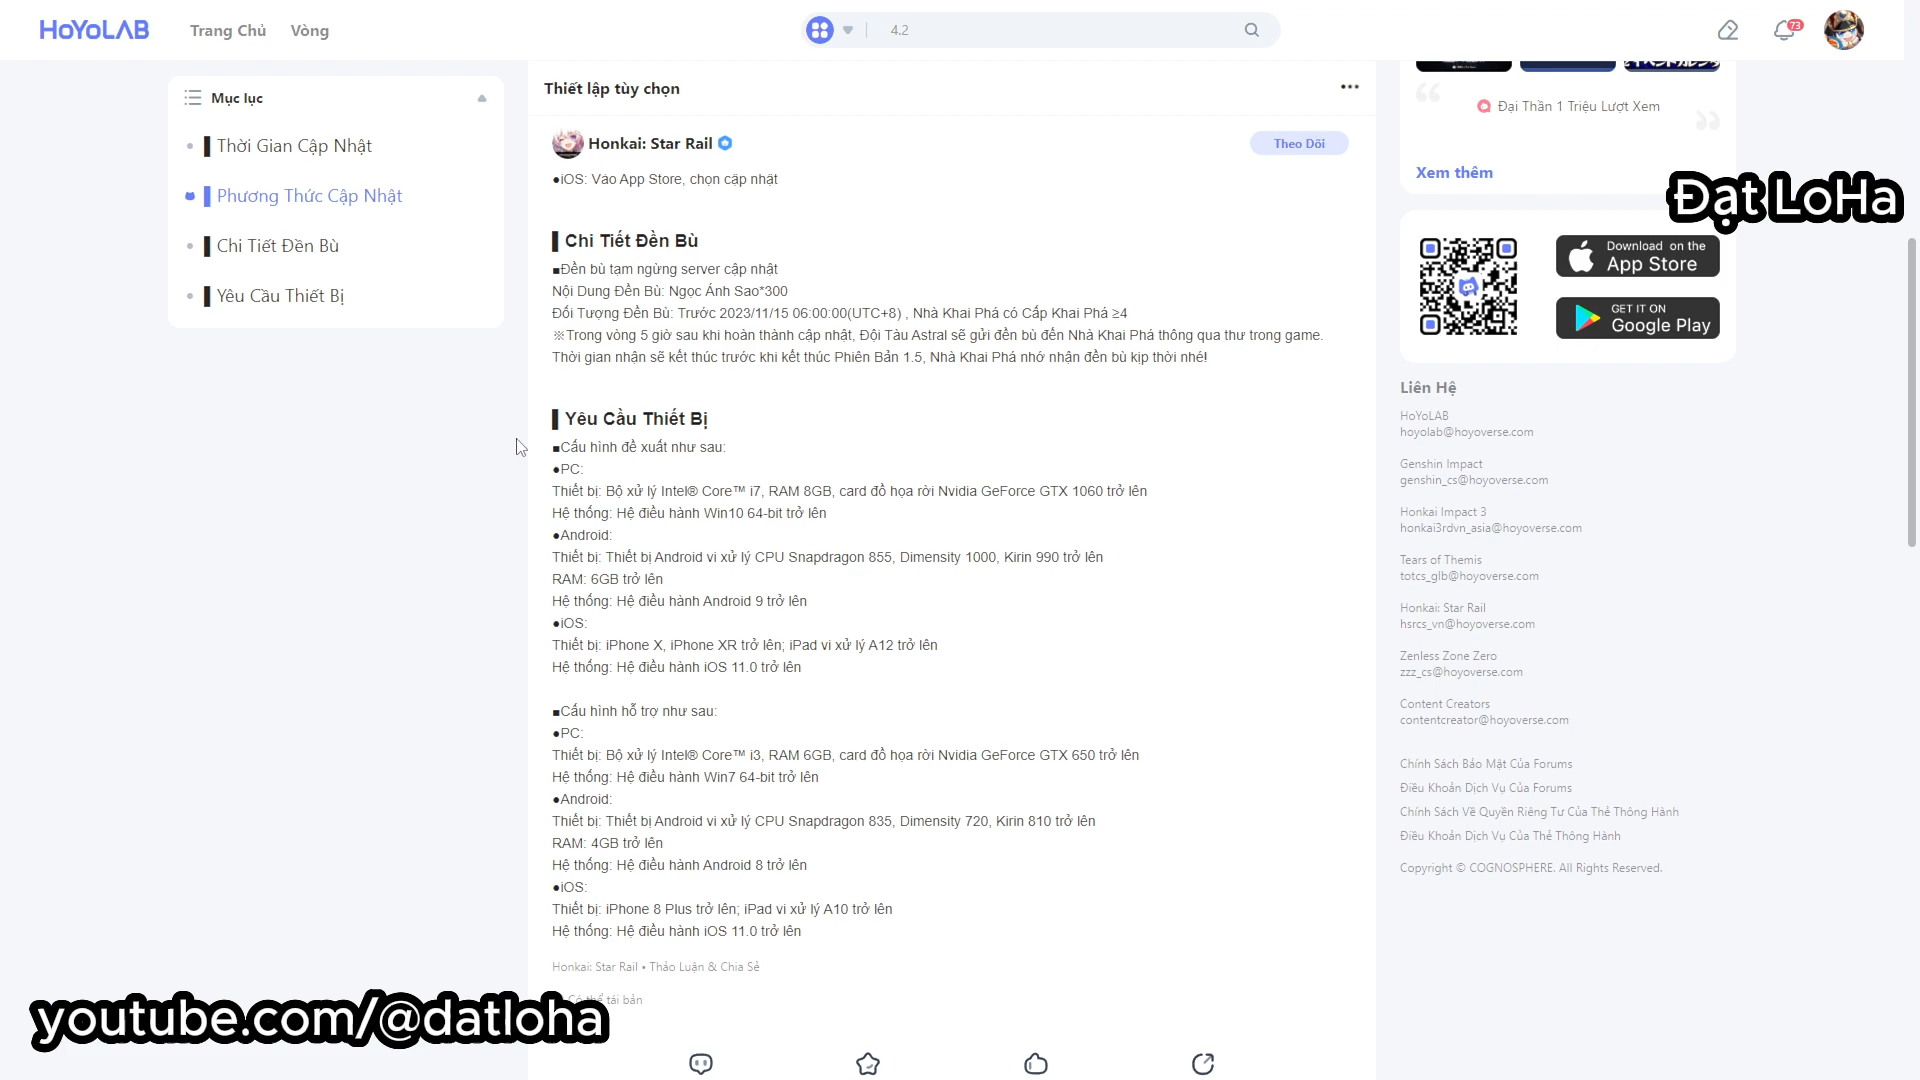 HoYoLAB
Trang Chủ
Vòng
4.2
73
Mục lục
▌Thời Gian Cập Nhật
▌Phương Thức Cập Nhật
▌Chi Tiết Đền Bù
▌Yêu Cầu Thiết Bị
Thiết lập tùy chọn
Honkai: Star Rail
Theo Dõi
●iOS: Vào App Store, chọn cập nhật
▌Chi Tiết Đền Bù
■Đền bù tạm ngừng server cập nhật
Nội Dung Đền Bù: Ngọc Ánh Sao*300
Đối Tượng Đền Bù: Trước 2023/11/15 06:00:00(UTC+8) , Nhà Khai Phá có Cấp Khai Phá ≥4
※Trong vòng 5 giờ sau khi hoàn thành cập nhật, Đội Tàu Astral sẽ gửi đền bù đến Nhà Khai Phá thông qua thư trong game.
Thời gian nhận sẽ kết thúc trước khi kết thúc Phiên Bản 1.5, Nhà Khai Phá nhớ nhận đền bù kịp thời nhé!
▌Yêu Cầu Thiết Bị
■Cấu hình đề xuất như sau:
●PC:
Thiết bị: Bộ xử lý Intel® Core™ i7, RAM 8GB, card đồ họa rời Nvidia GeForce GTX 1060 trở lên
Hệ thống: Hệ điều hành Win10 64-bit trở lên
●Android:
Thiết bị: Thiết bị Android vi xử lý CPU Snapdragon 855, Dimensity 1000, Kirin 990 trở lên
RAM: 6GB trở lên
Hệ thống: Hệ điều hành Android 9 trở lên
●iOS:
Thiết bị: iPhone X, iPhone XR trở lên; iPad vi xử lý A12 trở lên
Hệ thống: Hệ điều hành iOS 11.0 trở lên
■Cấu hình hỗ trợ như sau:
●PC:
Thiết bị: Bộ xử lý Intel® Core™ i3, RAM 6GB, card đồ họa rời Nvidia GeForce GTX 650 trở lên
Hệ thống: Hệ điều hành Win7 64-bit trở lên
●Android:
Thiết bị: Thiết bị Android vi xử lý CPU Snapdragon 835, Dimensity 720, Kirin 810 trở lên
RAM: 4GB trở lên
Hệ thống: Hệ điều hành Android 8 trở lên
●iOS:
Thiết bị: iPhone 8 Plus trở lên; iPad vi xử lý A10 trở lên
Hệ thống: Hệ điều hành iOS 11.0 trở lên
Honkai: Star Rail • Thảo Luận & Chia Sẻ
Có thể tái bản
youtube.com/@datloha
Đại Thần 1 Triệu Lượt Xem
Xem thêm
Đạt LoHa
Download on the
App Store
GET IT ON
Google Play
Liên Hệ
HoYoLAB
hoyolab@hoyoverse.com
Genshin Impact
genshin_cs@hoyoverse.com
Honkai Impact 3
honkai3rdvn_asia@hoyoverse.com
Tears of Themis
totcs_glb@hoyoverse.com
Honkai: Star Rail
hsrcs_vn@hoyoverse.com
Zenless Zone Zero
zzz_cs@hoyoverse.com
Content Creators
contentcreator@hoyoverse.com
Chính Sách Bảo Mật Của Forums
Điều Khoản Dịch Vụ Của Forums
Chính Sách Về Quyền Riêng Tư Của Thẻ Thông Hành
Điều Khoản Dịch Vụ Của Thẻ Thông Hành
Copyright © COGNOSPHERE. All Rights Reserved.